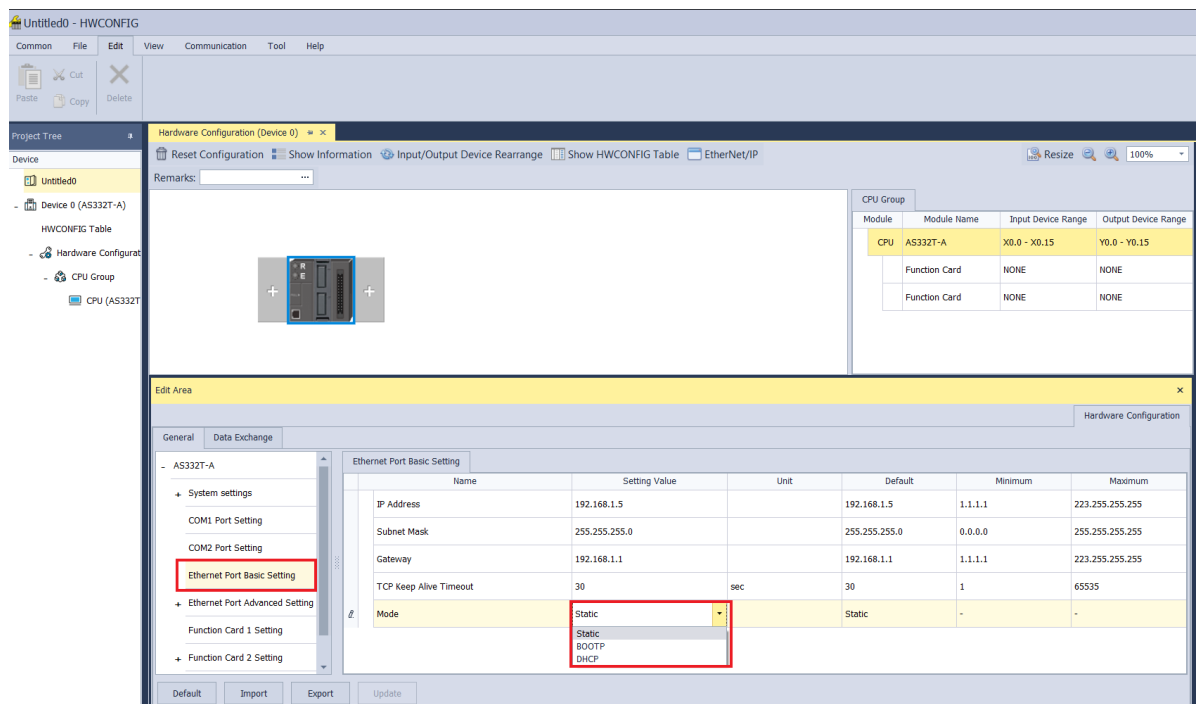 Untitled0 - HWCONFIG
Common File Edit View Communication Tool Help
Paste Cut Copy Delete
Project Tree
Device
Untitled0
Device 0 (AS332T-A)
HWCONFIG Table
Hardware Configurat
CPU Group
CPU (AS332T
Hardware Configuration (Device 0)
Reset Configuration Show Information Input/Output Device Rearrange Show HWCONFIG Table EtherNet/IP Resize 100%
Remarks: ...
R
E
CPU Group
Module Module Name Input Device Range Output Device Range
CPU AS332T-A X0.0 - X0.15 Y0.0 - Y0.15
Function Card NONE NONE
Function Card NONE NONE
Edit Area
Hardware Configuration
General Data Exchange
AS332T-A
System settings
COM1 Port Setting
COM2 Port Setting
Ethernet Port Basic Setting
Ethernet Port Advanced Setting
Function Card 1 Setting
Function Card 2 Setting
Ethernet Port Basic Setting
Name Setting Value Unit Default Minimum Maximum
IP Address 192.168.1.5 192.168.1.5 1.1.1.1 223.255.255.255
Subnet Mask 255.255.255.0 255.255.255.0 0.0.0.0 255.255.255.255
Gateway 192.168.1.1 192.168.1.1 1.1.1.1 223.255.255.255
TCP Keep Alive Timeout 30 sec 30 1 65535
Mode Static Static - -
Static
BOOTP
DHCP
Default Import Export Update